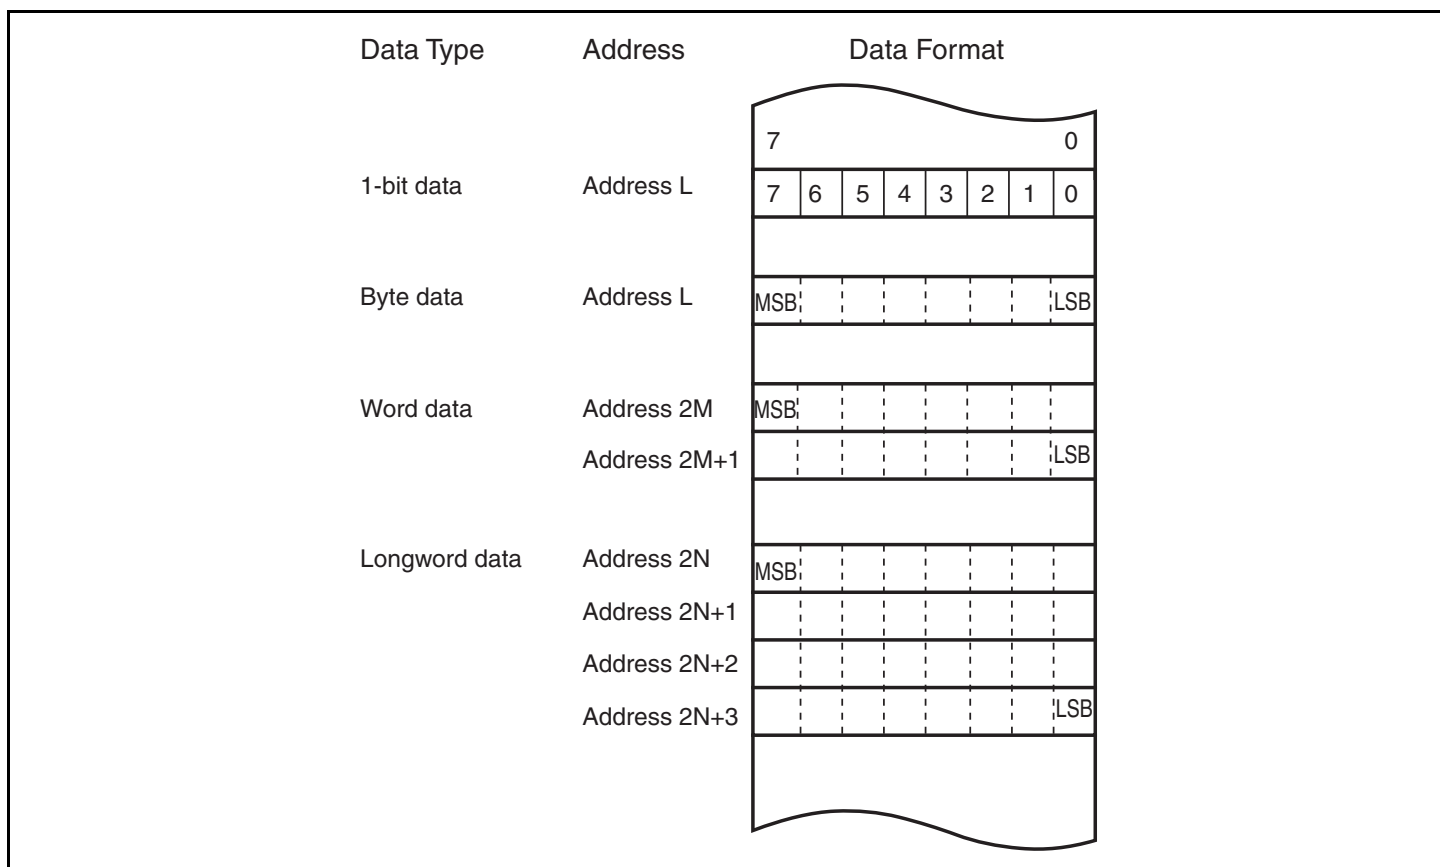 Data Type Address Data Format
7 0
1-bit data Address L 7 6 5 4 3 2 1 0
Byte data Address L MSB LSB
Word data Address 2M MSB
Address 2M+1 LSB
Longword data Address 2N MSB
Address 2N+1
Address 2N+2
Address 2N+3 LSB